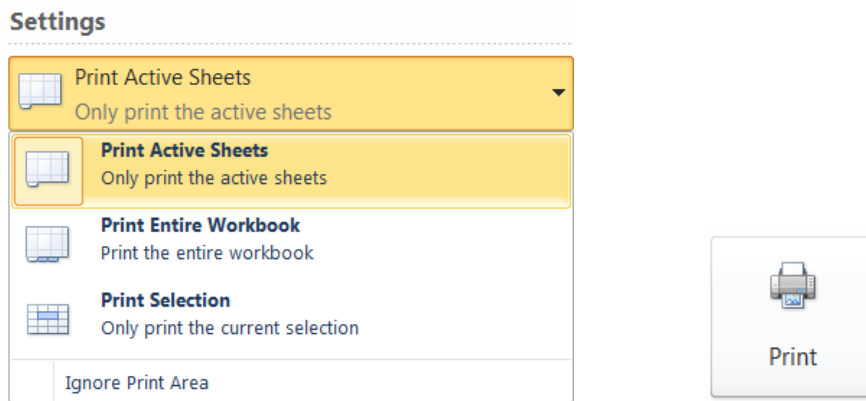 Settings
Print Active Sheets
Only print the active sheets
Print Active Sheets
Only print the active sheets
Print Entire Workbook
Print the entire workbook
Print Selection
Only print the current selection
Ignore Print Area
Print